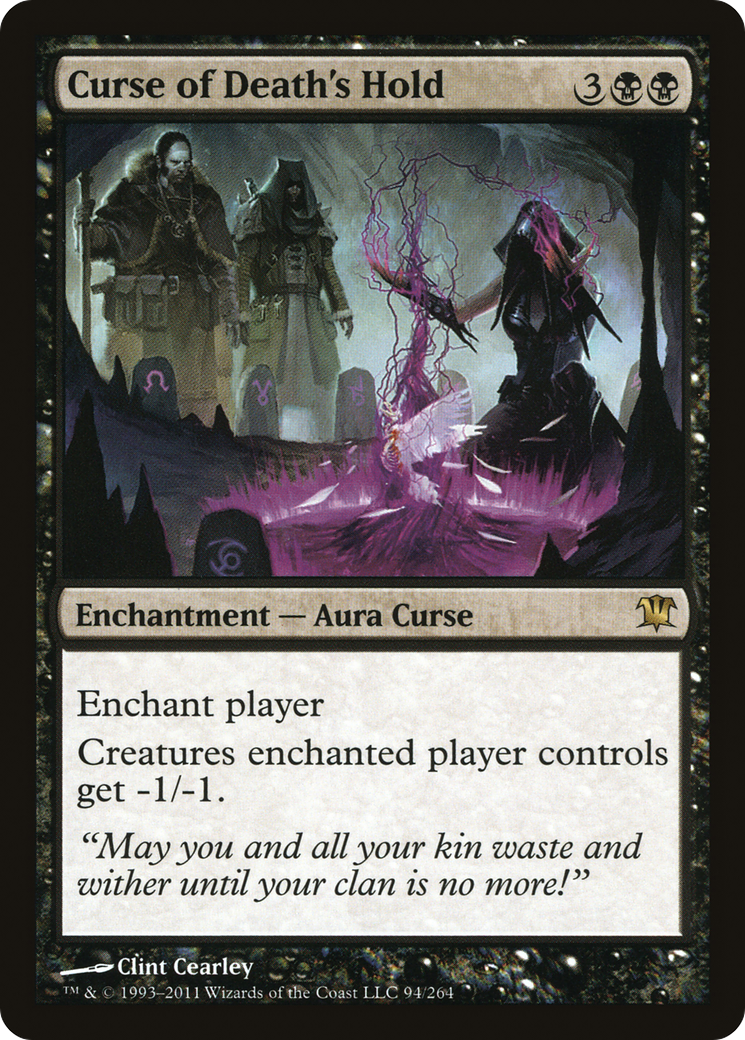 Curse of Death's Hold 3
Enchantment — Aura Curse
Enchant player
Creatures enchanted player controls
get -1/-1.
“May you and all your kin waste and
wither until your clan is no more!”
Clint Cearley
™ & © 1993–2011 Wizards of the Coast LLC 94/264